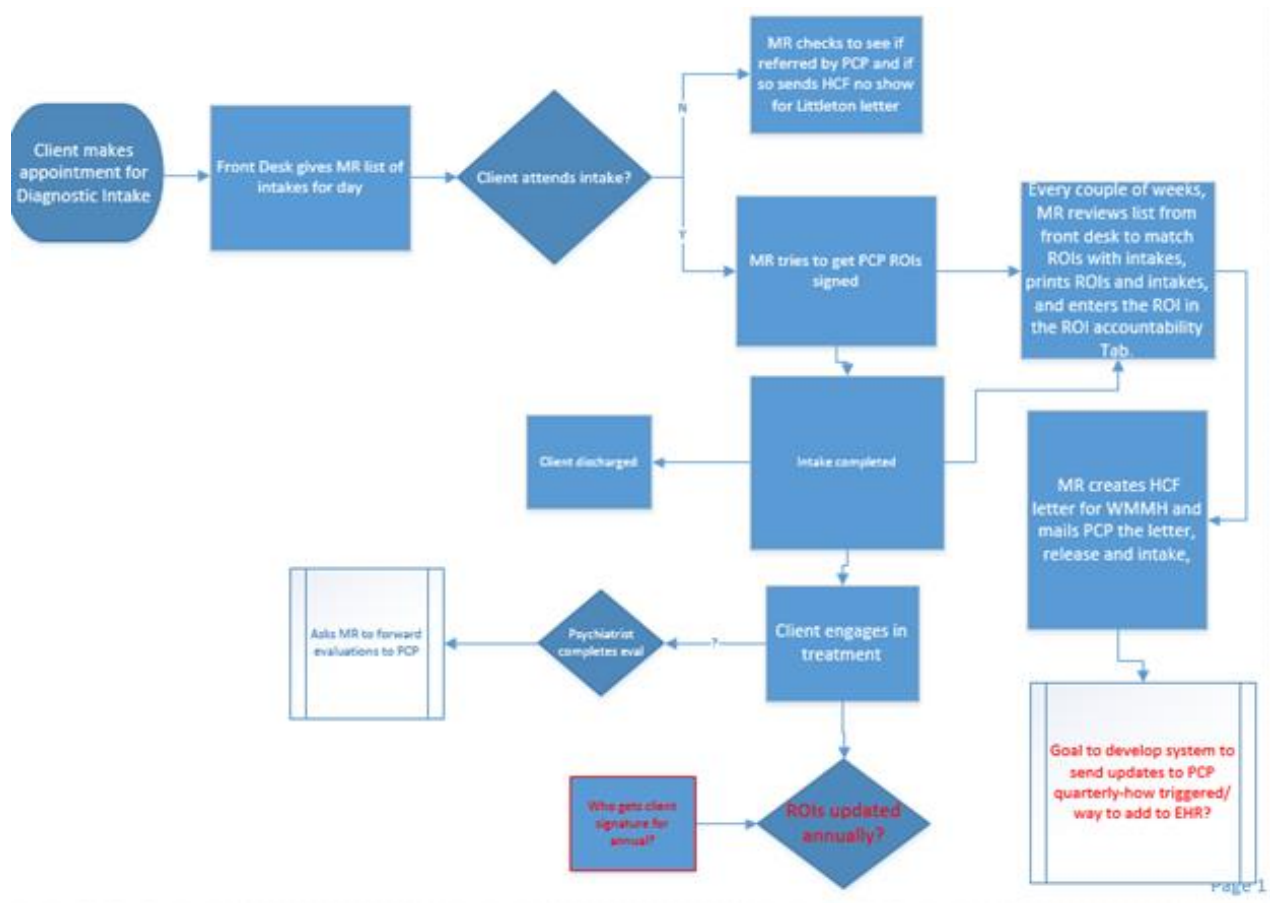 MR checks to see if
referred by PCP and if
so sends HCF no show
for Littleton letter
Client makes
appointment for
Diagnostic Intake
Front Desk gives MR list of
intakes for day
Client attends intake?
N
Y
MR tries to get PCP ROIs
signed
Every couple of weeks,
MR reviews list from
front desk to match
ROIs with intakes,
prints ROIs and intakes,
and enters the ROI in
the ROI accountability
Tab.
Client discharged
Intake completed
MR creates HCF
letter for WMMH and
mails PCP the letter,
release and intake,
Asks MR to forward
evaluations to PCP
Psychiatrist
completes eval
?
Client engages in
treatment
Who gets client
signature for
annual?
ROIs updated
annually?
Goal to develop system to
send updates to PCP
quarterly-how triggered/
way to add to EHR?
Page 1